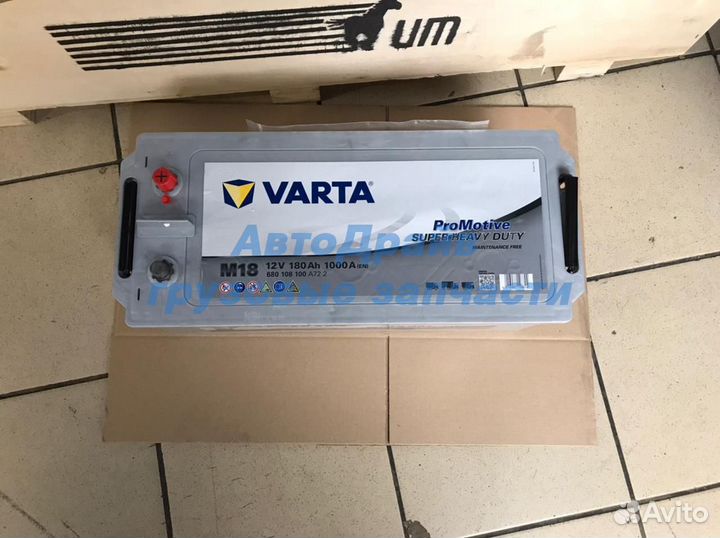 um
VARTA®
ProMotive
SUPER HEAVY DUTY
MAINTENANCE FREE
АвтоДрайв
грузовые запчасти
M18 12V 180Ah 1000A (EN)
680 108 100 A72 2
Avito